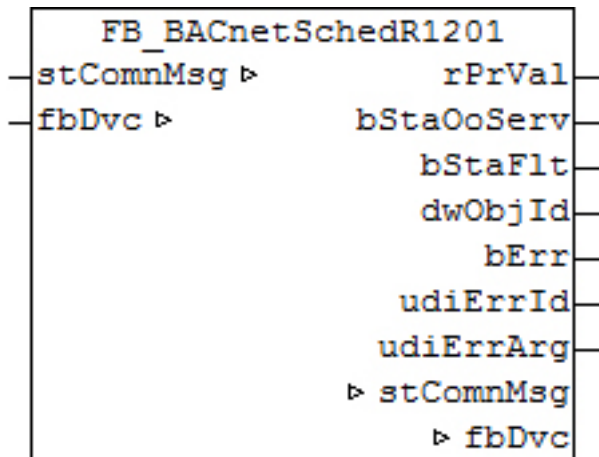 FB_BACnetSchedR1201
stComnMsg ▷ rPrVal
fbDvc ▷ bStaOoServ
bStaFlt
dwObjId
bErr
udiErrId
udiErrArg
▷ stComnMsg
▷ fbDvc